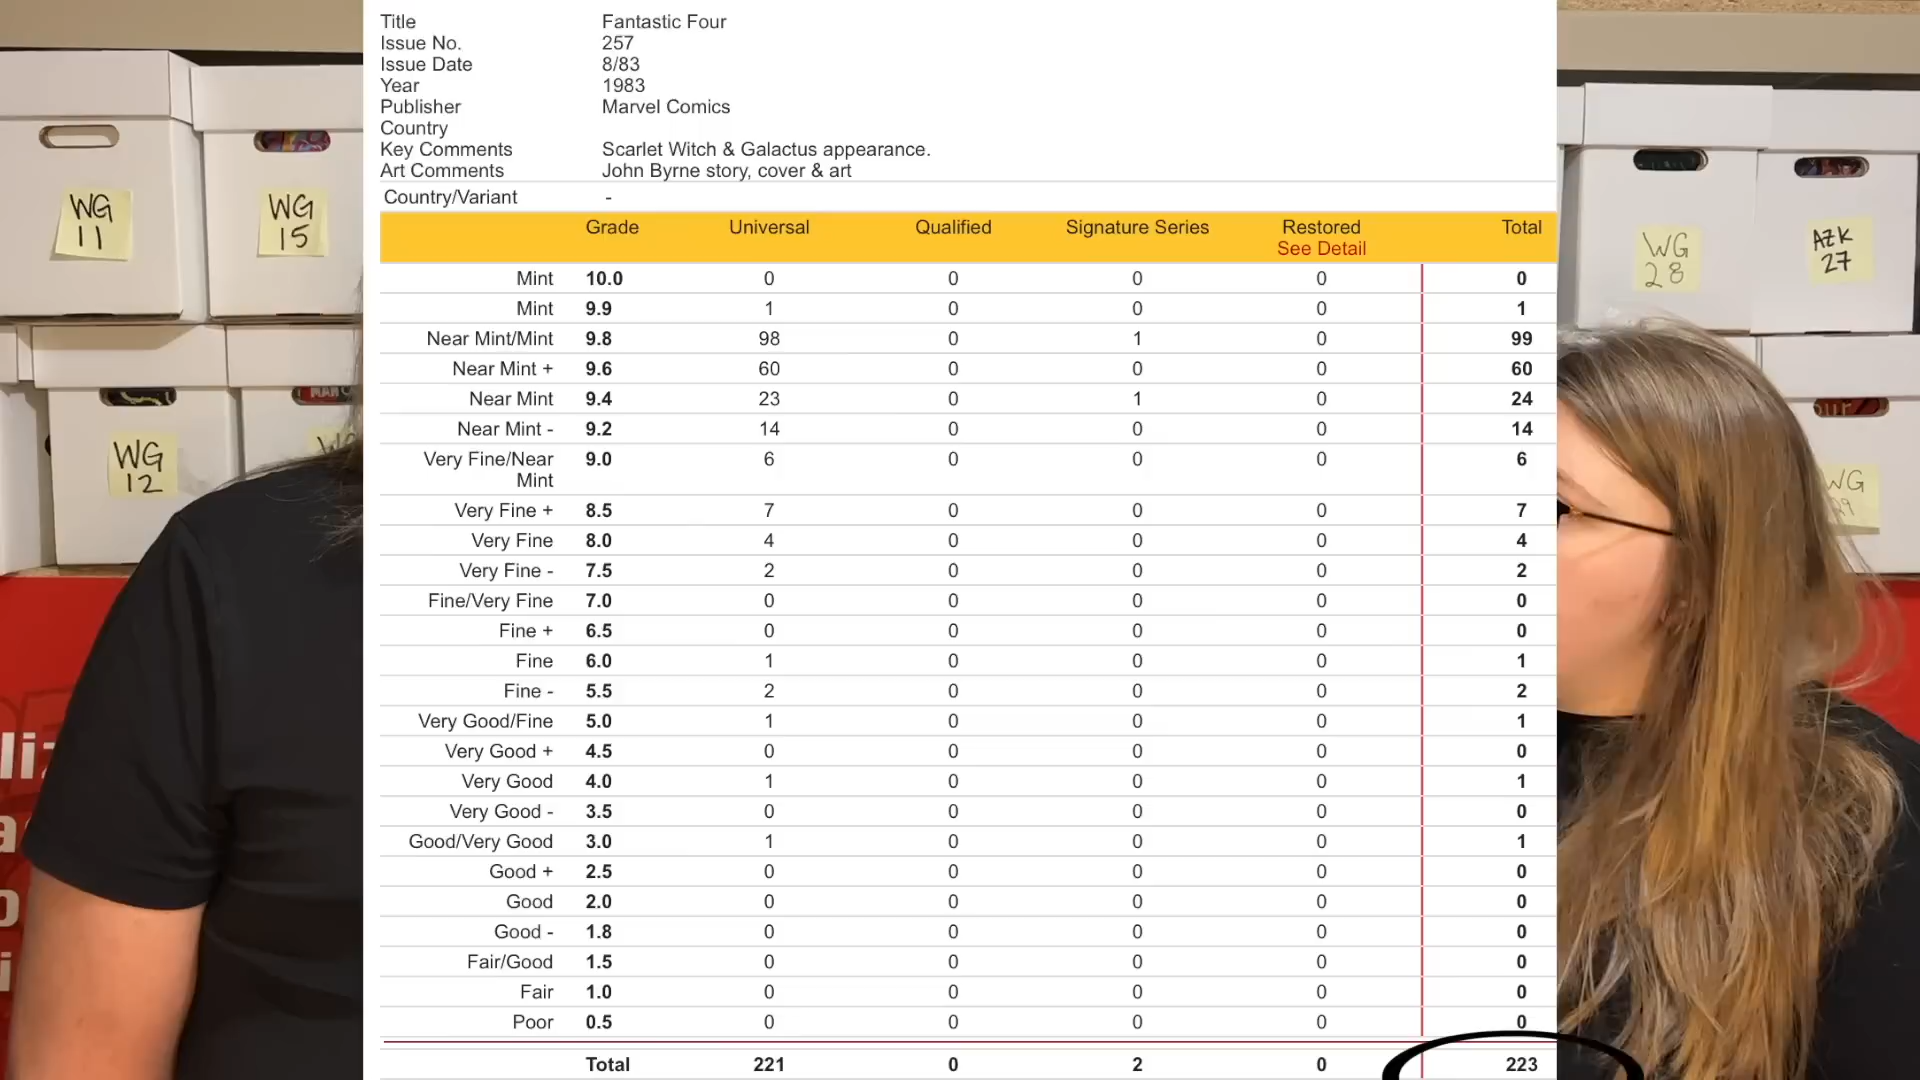 Title Fantastic Four
Issue No. 257
Issue Date 8/83
Year 1983
Publisher Marvel Comics
Country
Key Comments Scarlet Witch & Galactus appearance.
Art Comments John Byrne story, cover & art
Country/Variant -
Grade Universal Qualified Signature Series Restored Total
See Detail
Mint 10.0 0 0 0 0 0
Mint 9.9 1 0 0 0 1
Near Mint/Mint 9.8 98 0 1 0 99
Near Mint + 9.6 60 0 0 0 60
Near Mint 9.4 23 0 1 0 24
Near Mint - 9.2 14 0 0 0 14
Very Fine/Near 9.0 6 0 0 0 6
Mint
Very Fine + 8.5 7 0 0 0 7
Very Fine 8.0 4 0 0 0 4
Very Fine - 7.5 2 0 0 0 2
Fine/Very Fine 7.0 0 0 0 0 0
Fine + 6.5 0 0 0 0 0
Fine 6.0 1 0 0 0 1
Fine - 5.5 2 0 0 0 2
Very Good/Fine 5.0 1 0 0 0 1
Very Good + 4.5 0 0 0 0 0
Very Good 4.0 1 0 0 0 1
Very Good - 3.5 0 0 0 0 0
Good/Very Good 3.0 1 0 0 0 1
Good + 2.5 0 0 0 0 0
Good 2.0 0 0 0 0 0
Good - 1.8 0 0 0 0 0
Fair/Good 1.5 0 0 0 0 0
Fair 1.0 0 0 0 0 0
Poor 0.5 0 0 0 0 0
Total 221 0 2 0 223
WG
11
WG
15
WG
12
WG
WG
28
AZK
27
WG
29